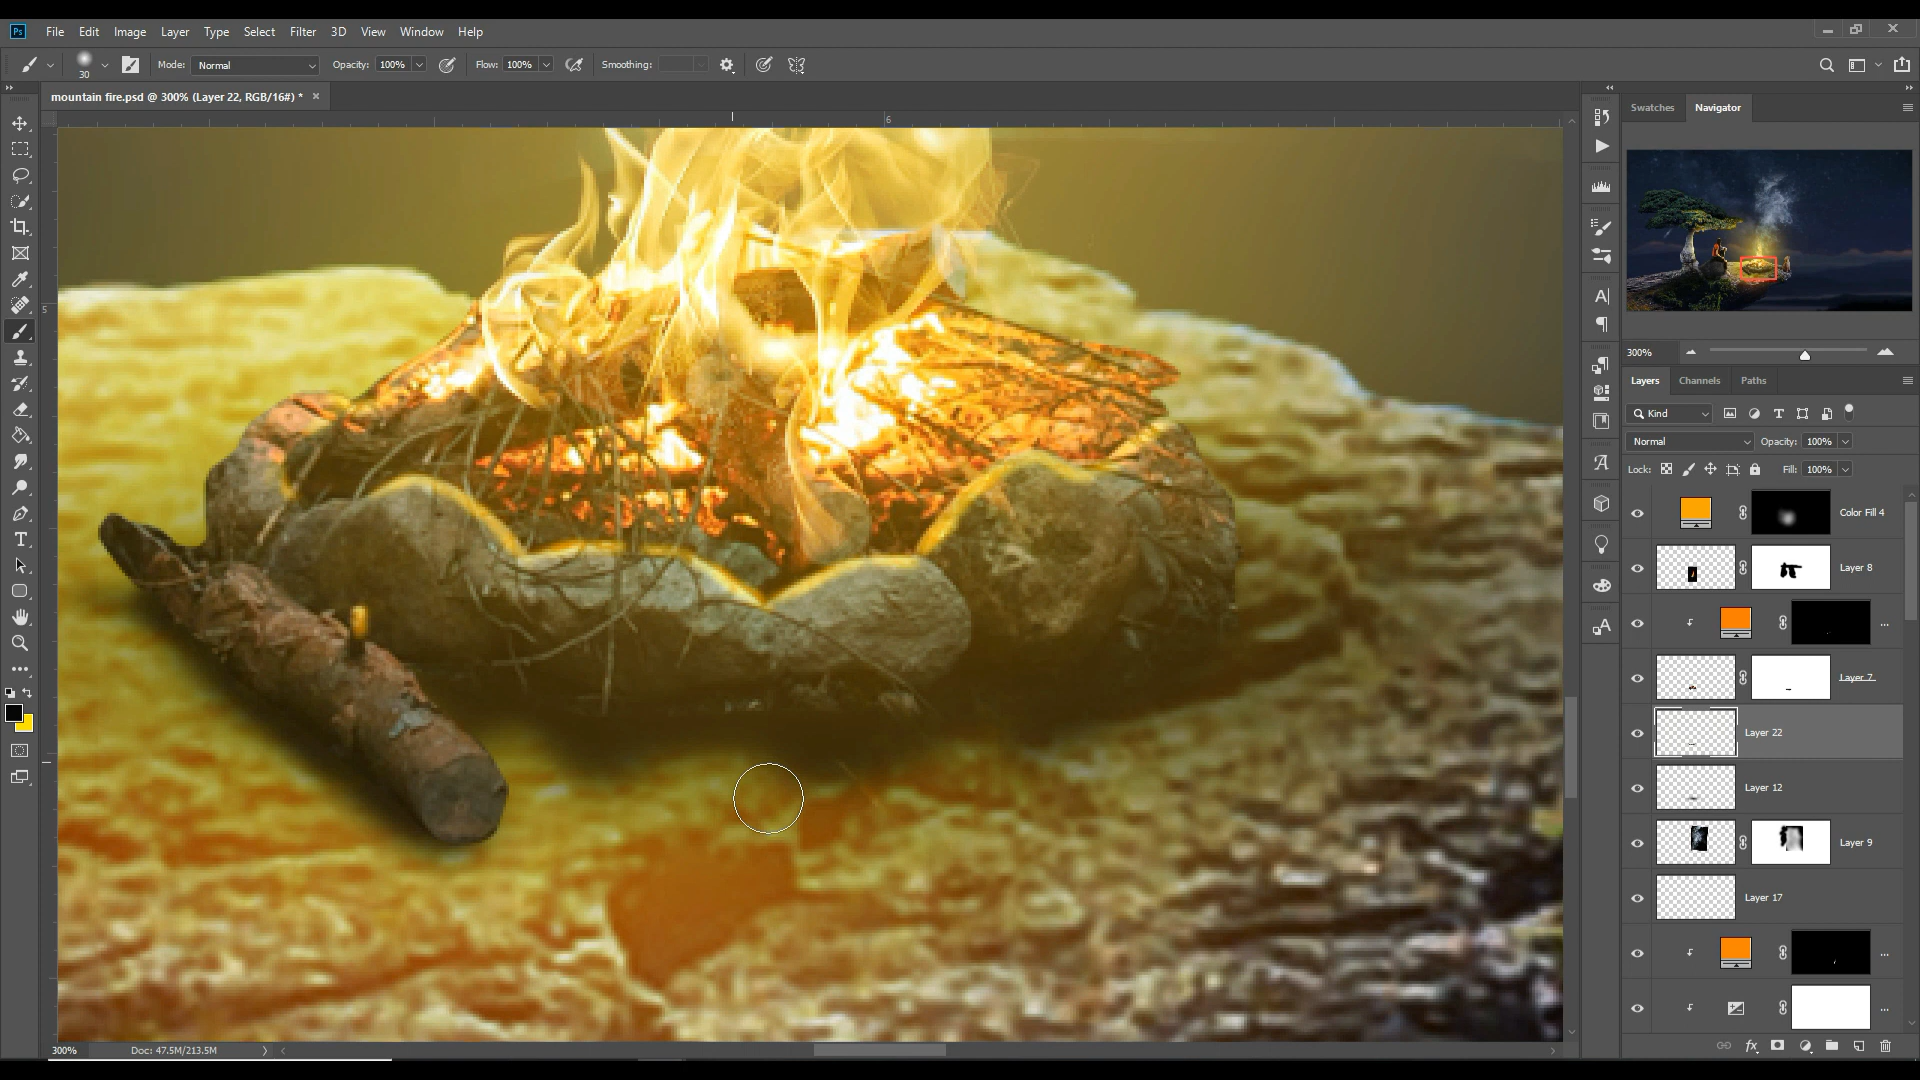 Ps File Edit Image Layer Type Select Filter 3D View Window Help
30 Mode: Normal Opacity: 100% Flow: 100% Smoothing:
mountain fire.psd @ 300% (Layer 22, RGB/16#) * ×
Swatches Navigator
6
5
300%
Layers Channels Paths
Kind
Normal Opacity: 100%
Lock: Fill: 100%
Color Fill 4
Layer 8
...
Layer 7
Layer 22
Layer 12
Layer 9
Layer 17
...
...
300% Doc: 47.5M/213.5M